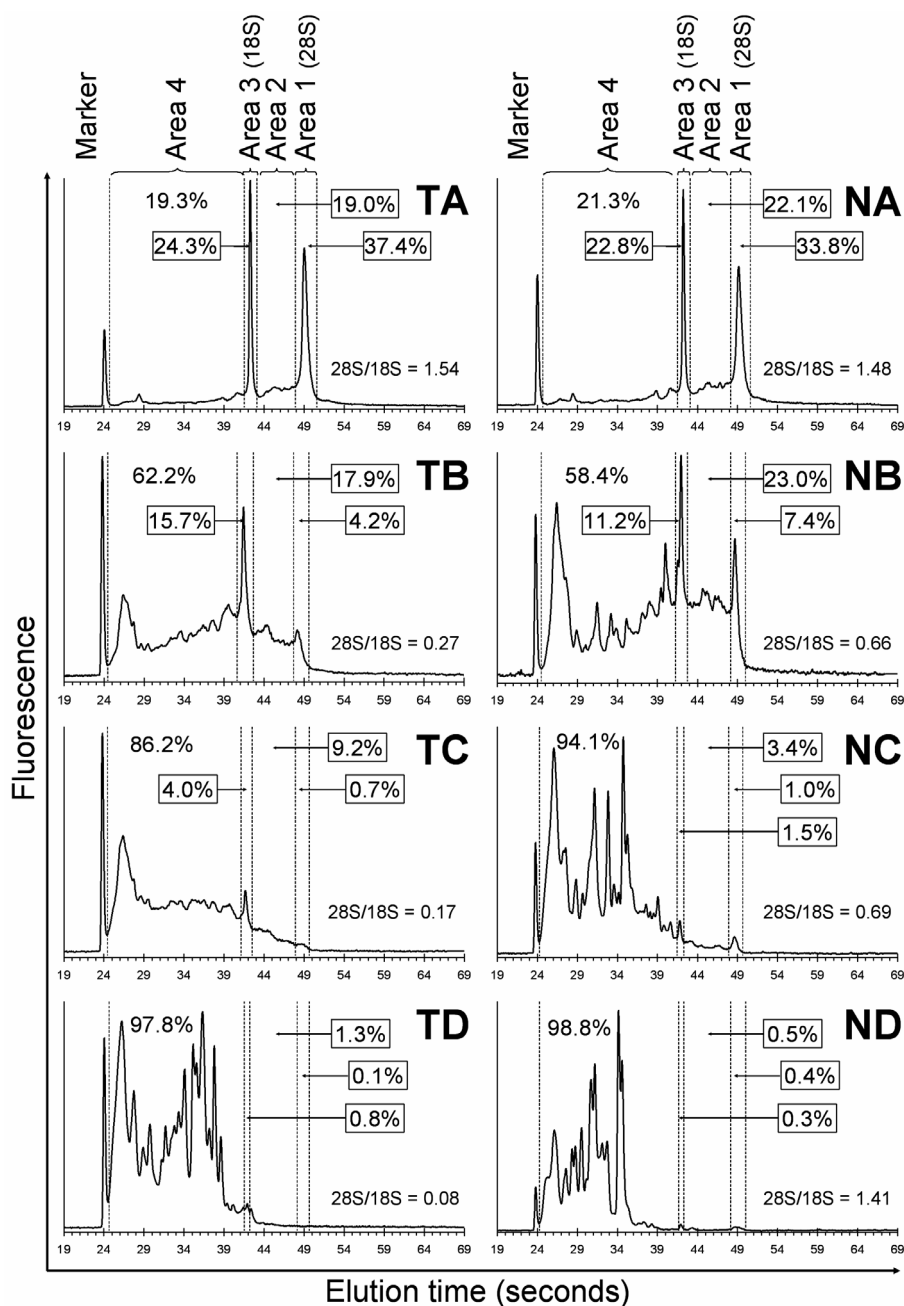 Marker
Area 4
Area 3 (18S)
Area 2
Area 1 (28S)
Marker
Area 4
Area 3 (18S)
Area 2
Area 1 (28S)
Fluorescence
19.3%
19.0%
TA
24.3%
37.4%
28S/18S = 1.54
19 24 29 34 39 44 49 54 59 64 69
21.3%
22.1%
NA
22.8%
33.8%
28S/18S = 1.48
19 24 29 34 39 44 49 54 59 64 69
62.2%
17.9%
TB
15.7%
4.2%
28S/18S = 0.27
19 24 29 34 39 44 49 54 59 64 69
58.4%
23.0%
NB
11.2%
7.4%
28S/18S = 0.66
19 24 29 34 39 44 49 54 59 64 69
86.2%
9.2%
TC
4.0%
0.7%
28S/18S = 0.17
19 24 29 34 39 44 49 54 59 64 69
94.1%
3.4%
NC
1.0%
1.5%
28S/18S = 0.69
19 24 29 34 39 44 49 54 59 64 69
97.8%
1.3%
TD
0.1%
0.8%
28S/18S = 0.08
19 24 29 34 39 44 49 54 59 64 69
98.8%
0.5%
ND
0.4%
0.3%
28S/18S = 1.41
19 24 29 34 39 44 49 54 59 64 69
Elution time (seconds)